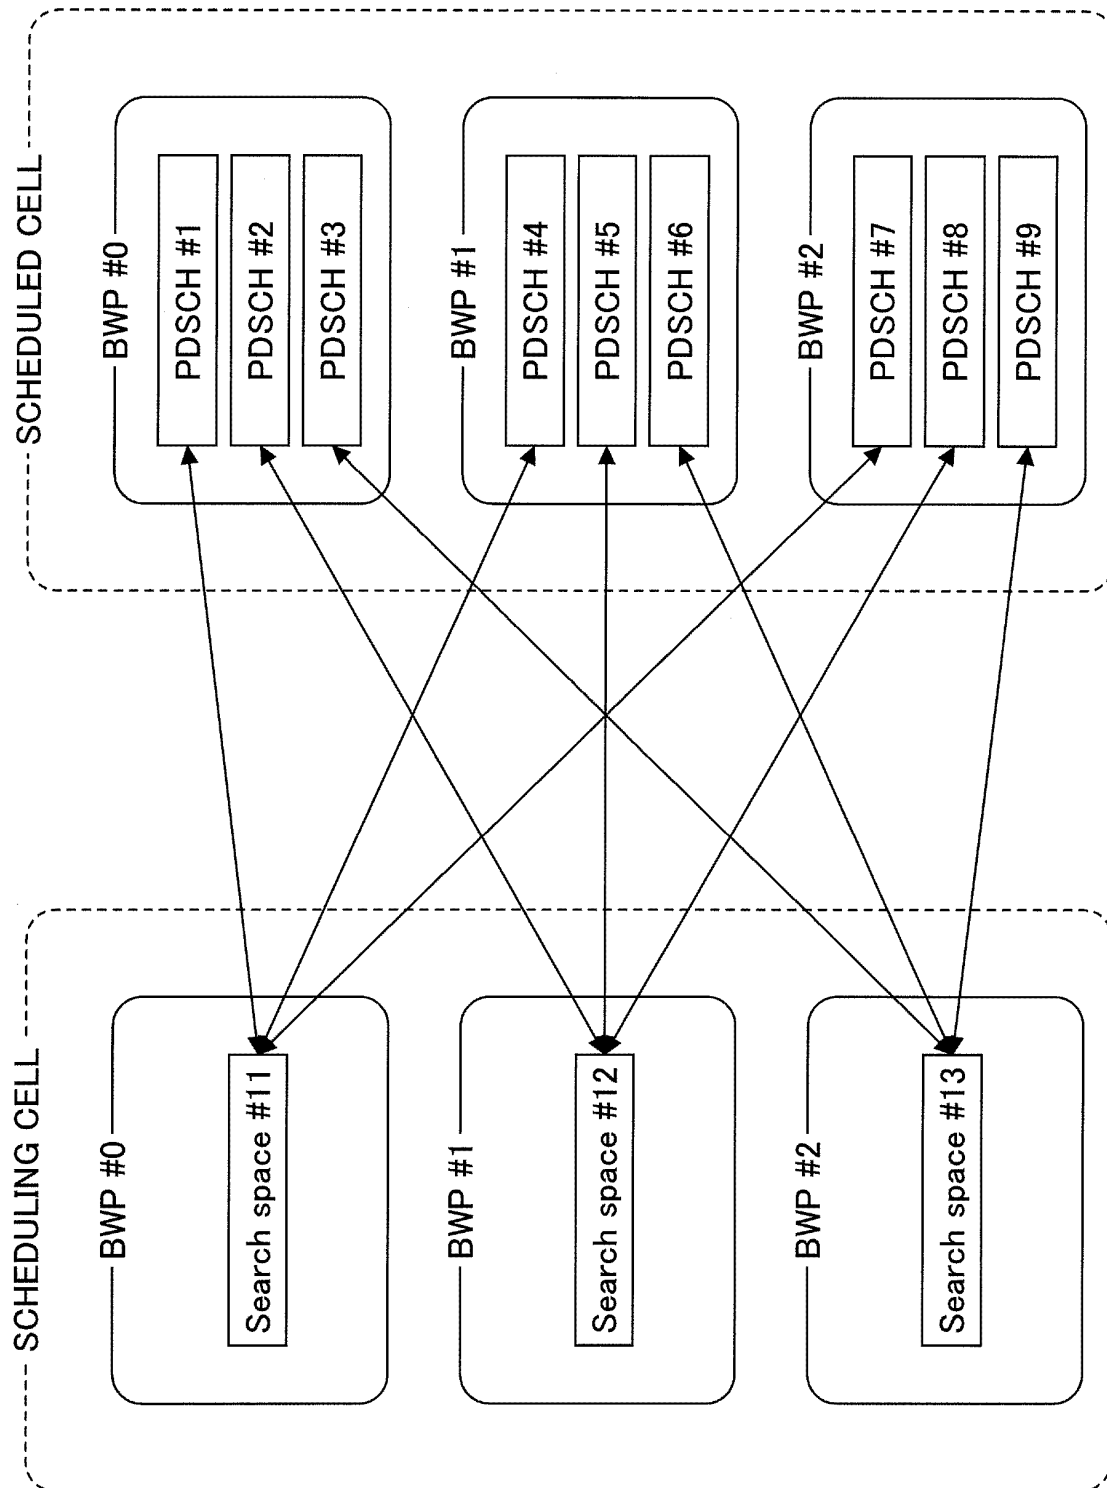 SCHEDULING CELL
BWP #0
Search space #11
BWP #1
Search space #12
BWP #2
Search space #13
SCHEDULED CELL
BWP #0
PDSCH #1
PDSCH #2
PDSCH #3
BWP #1
PDSCH #4
PDSCH #5
PDSCH #6
BWP #2
PDSCH #7
PDSCH #8
PDSCH #9